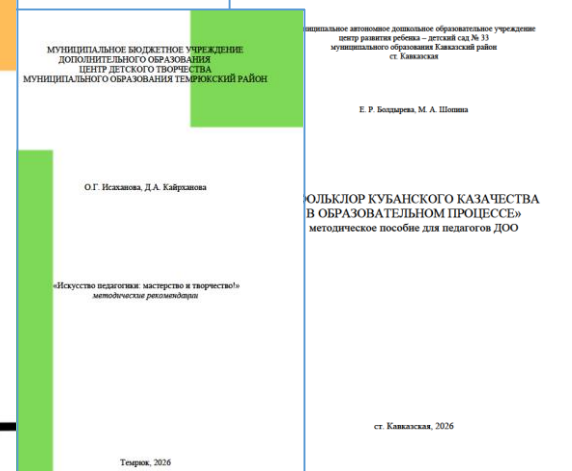 МУНИЦИПАЛЬНОЕ БЮДЖЕТНОЕ УЧРЕЖДЕНИЕ
ДОПОЛНИТЕЛЬНОГО ОБРАЗОВАНИЯ
ЦЕНТР ДЕТСКОГО ТВОРЧЕСТВА
МУНИЦИПАЛЬНОГО ОБРАЗОВАНИЯ ТЕМРЮКСКИЙ РАЙОН
О.Г. Исаханова, Д.А. Кайрханова
«Искусство педагогики: мастерство и творчество!»
методические рекомендации
Темрюк, 2026
автономное дошкольное образовательное учреждение
центр развития ребенка – детский сад № 33
муниципального образования Кавказский район
ст. Кавказская
Е. Р. Болдырева, М. А. Шопина
КУБАНСКОГО КАЗАЧЕСТВА
В ОБРАЗОВАТЕЛЬНОМ ПРОЦЕССЕ»
методическое пособие для педагогов ДОО
ст. Кавказская, 2026